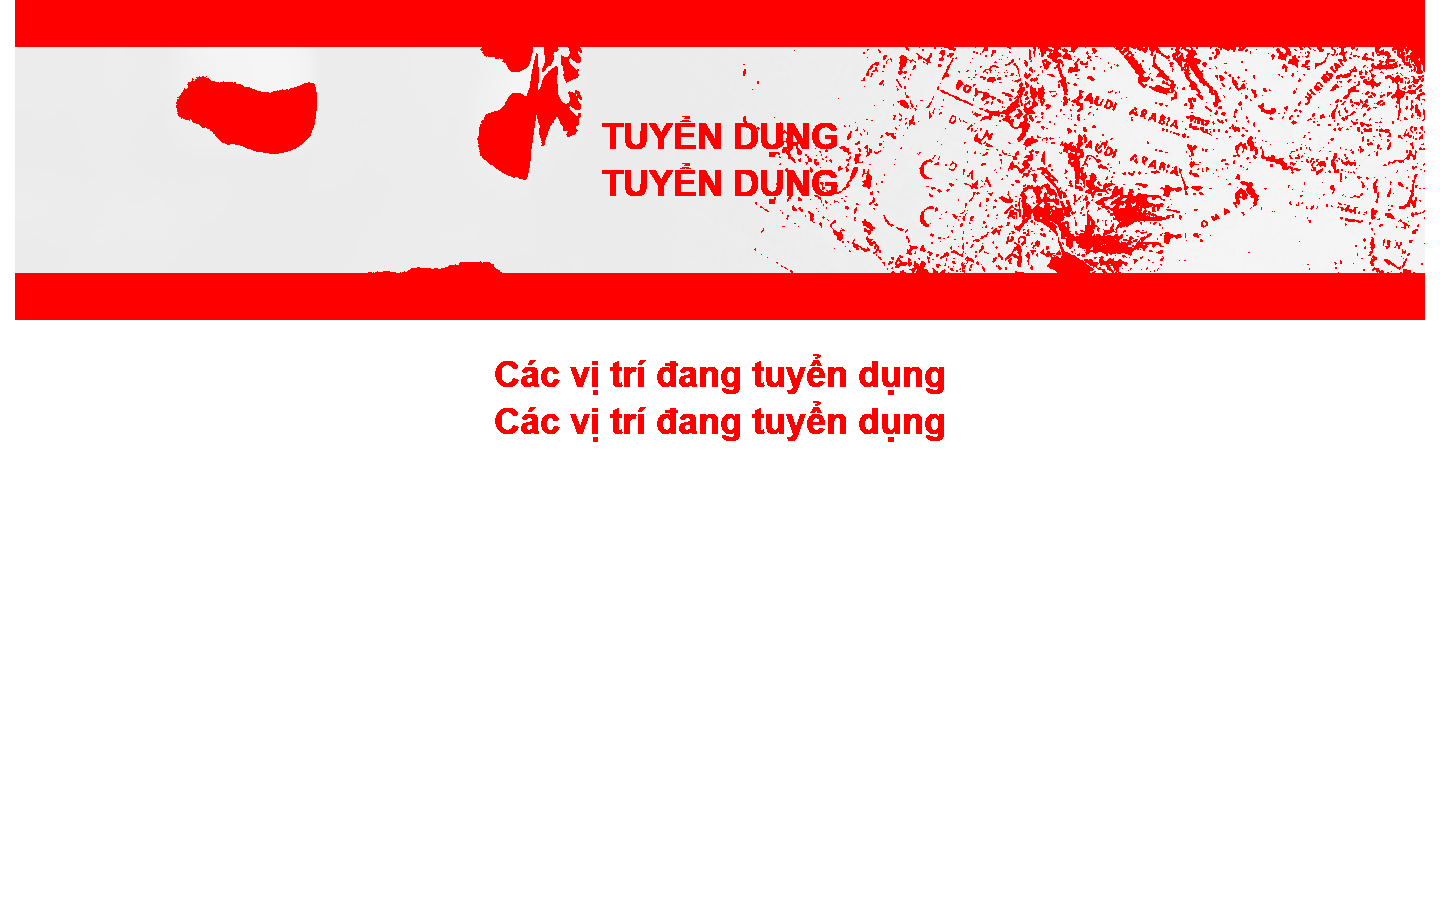 TUYỂN DỤNG
TUYỂN DỤNG
EGYPT
SAUDI ARABIA
SAUDI ARABIA
OMAN
Các vị trí đang tuyển dụng
Các vị trí đang tuyển dụng